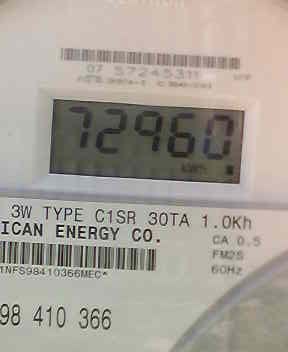 07 57245311
72960
3W TYPE C1SR 30TA 1.0Kh
ICAN ENERGY CO.
CA 0.5
FM2S
1NFS98410366MEC*
60Hz
98 410 366